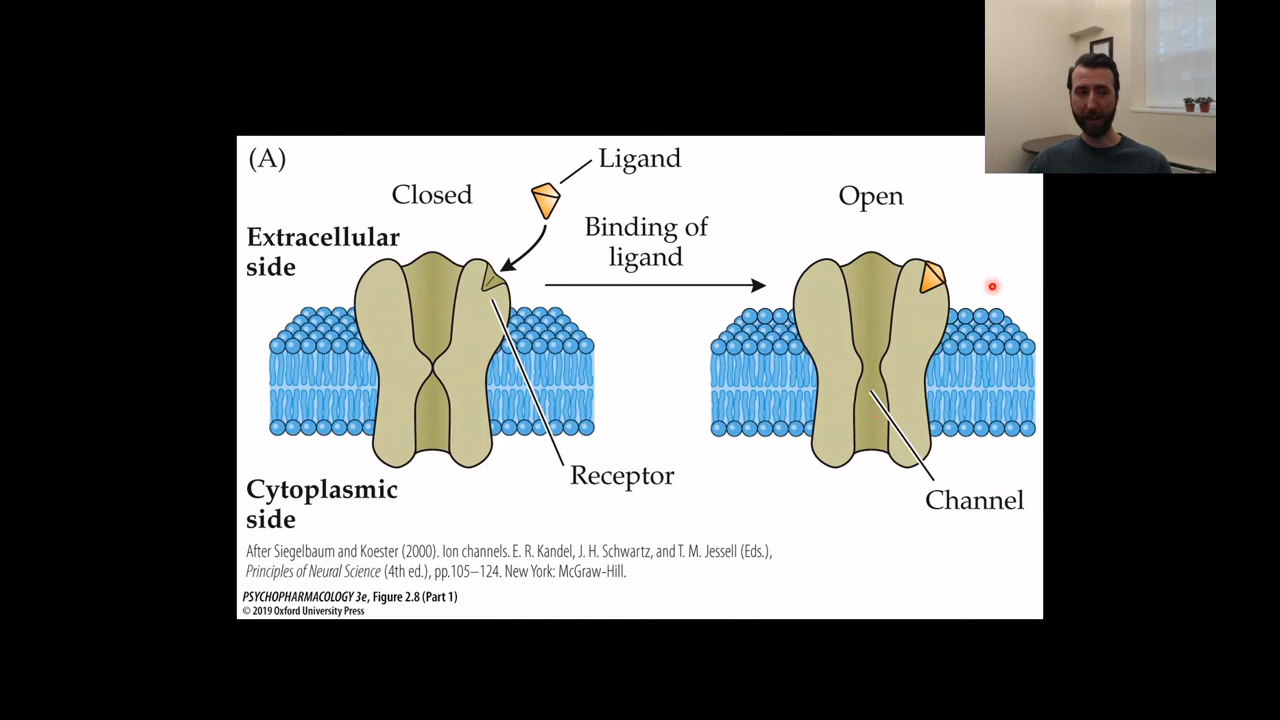 (A)
Ligand
Closed
Open
Binding of
ligand
Extracellular
side
Receptor
Channel
Cytoplasmic
side
After Siegelbaum and Koester (2000). Ion channels. E. R. Kandel, J. H. Schwartz, and T. M. Jessell (Eds.),
Principles of Neural Science (4th ed.), pp.105–124. New York: McGraw-Hill.
PSYCHOPHARMACOLOGY 3e, Figure 2.8 (Part 1)
© 2019 Oxford University Press